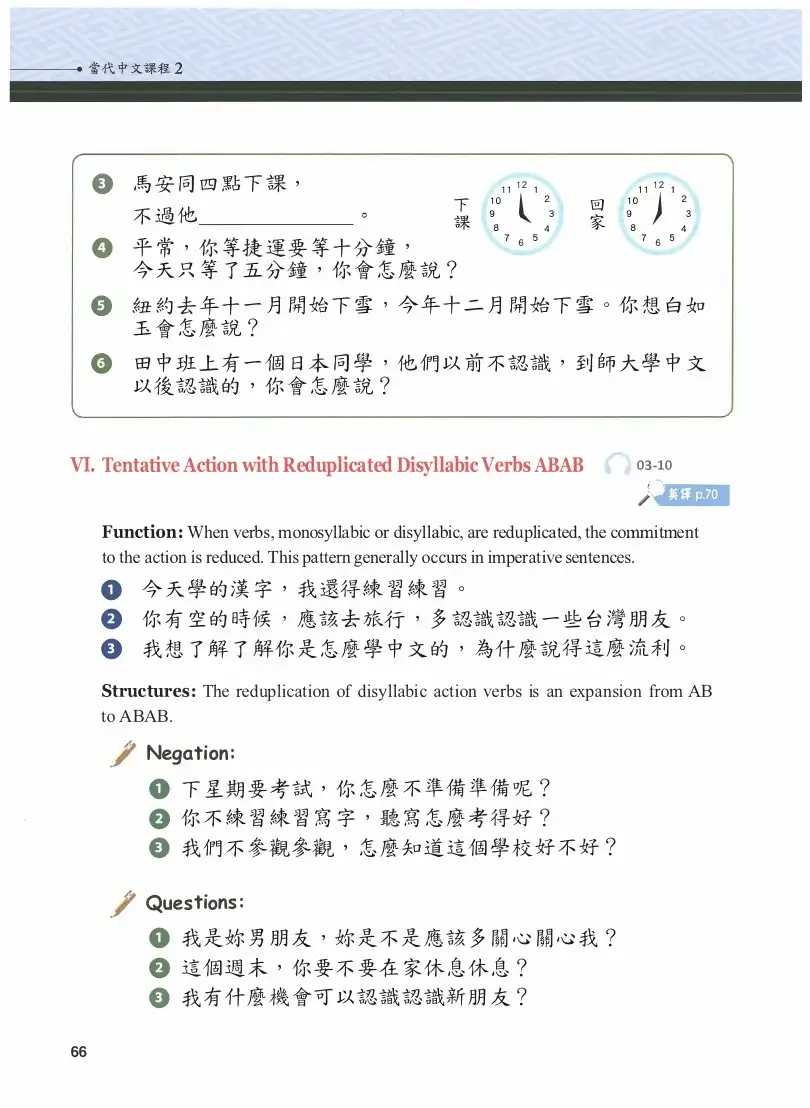 當代中文課程 2
3 馬安同四點下課，
不過他________________。
下課
12 1 2 3 4 5 6 7 8 9 10 11
回家
12 1 2 3 4 5 6 7 8 9 10 11
4 平常，你等捷運要等十分鐘，
今天只等了五分鐘，你會怎麼說？
5 紐約去年十一月開始下雪，今年十二月開始下雪。你想白如
玉會怎麼說？
6 田中班上有一個日本同學，他們以前不認識，到師大學中文
以後認識的，你會怎麼說？
VI. Tentative Action with Reduplicated Disyllabic Verbs ABAB 03-10
英譯 p.70
Function: When verbs, monosyllabic or disyllabic, are reduplicated, the commitment
to the action is reduced. This pattern generally occurs in imperative sentences.
1 今天學的漢字，我還得練習練習。
2 你有空的時候，應該去旅行，多認識認識一些台灣朋友。
3 我想了解了解你是怎麼學中文的，為什麼說得這麼流利。
Structures: The reduplication of disyllabic action verbs is an expansion from AB
to ABAB.
Negation:
1 下星期要考試，你怎麼不準備準備呢？
2 你不練習練習寫字，聽寫怎麼考得好？
3 我們不參觀參觀，怎麼知道這個學校好不好？
Questions:
1 我是妳男朋友，妳是不是應該多關心關心我？
2 這個週末，你要不要在家休息休息？
3 我有什麼機會可以認識認識新朋友？
66